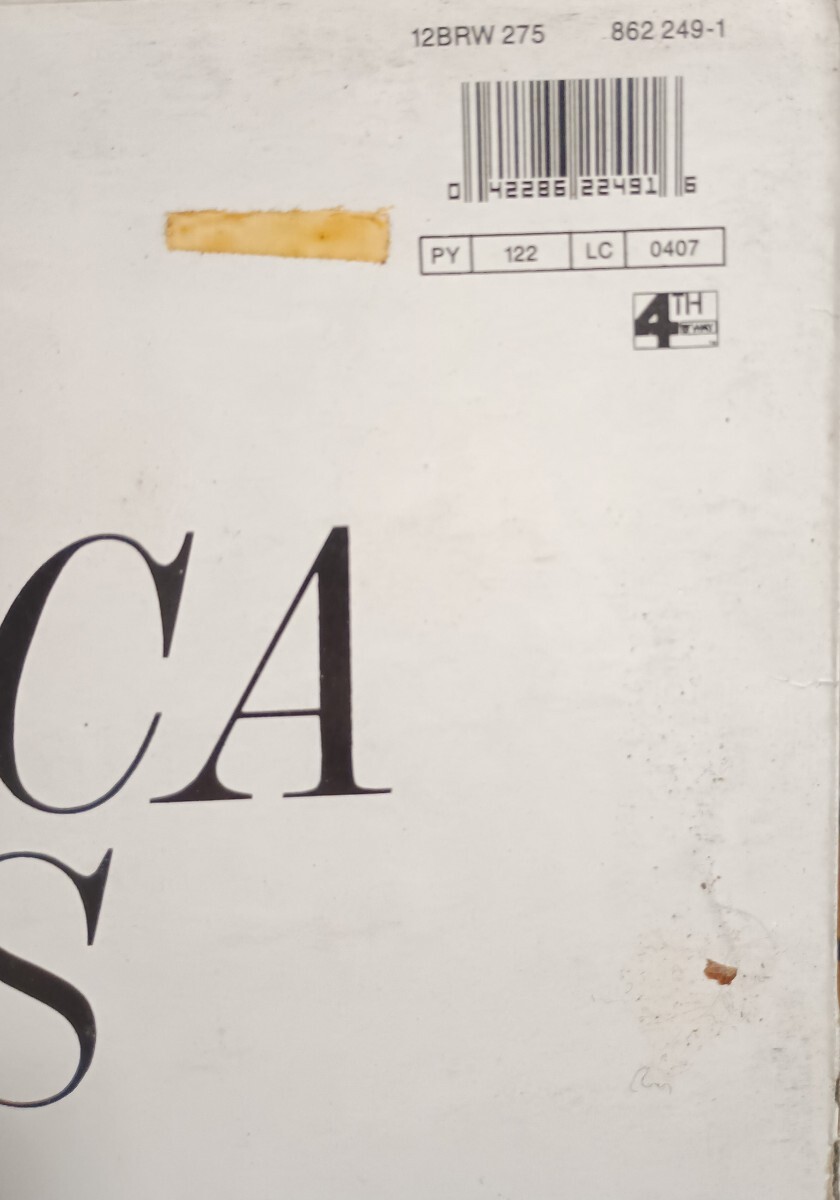 12BRW 275 862 249-1
0 42286 22491 6
PY 122 LC 0407
4TH
CA
S